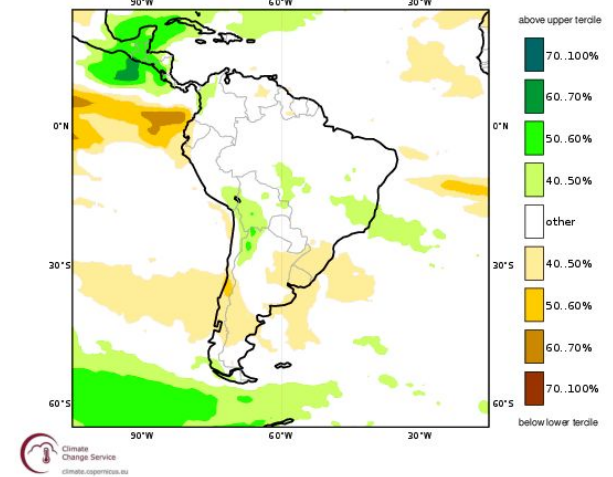 90°W 60°W 30°W
above upper tercile
70..100%
60..70%
50..60%
40..50%
other
40..50%
50..60%
60..70%
70..100%
below lower tercile
0°N 0°N
30°S 30°S
60°S 60°S
90°W 60°W 30°W
Climate
Change Service
climate.copernicus.eu